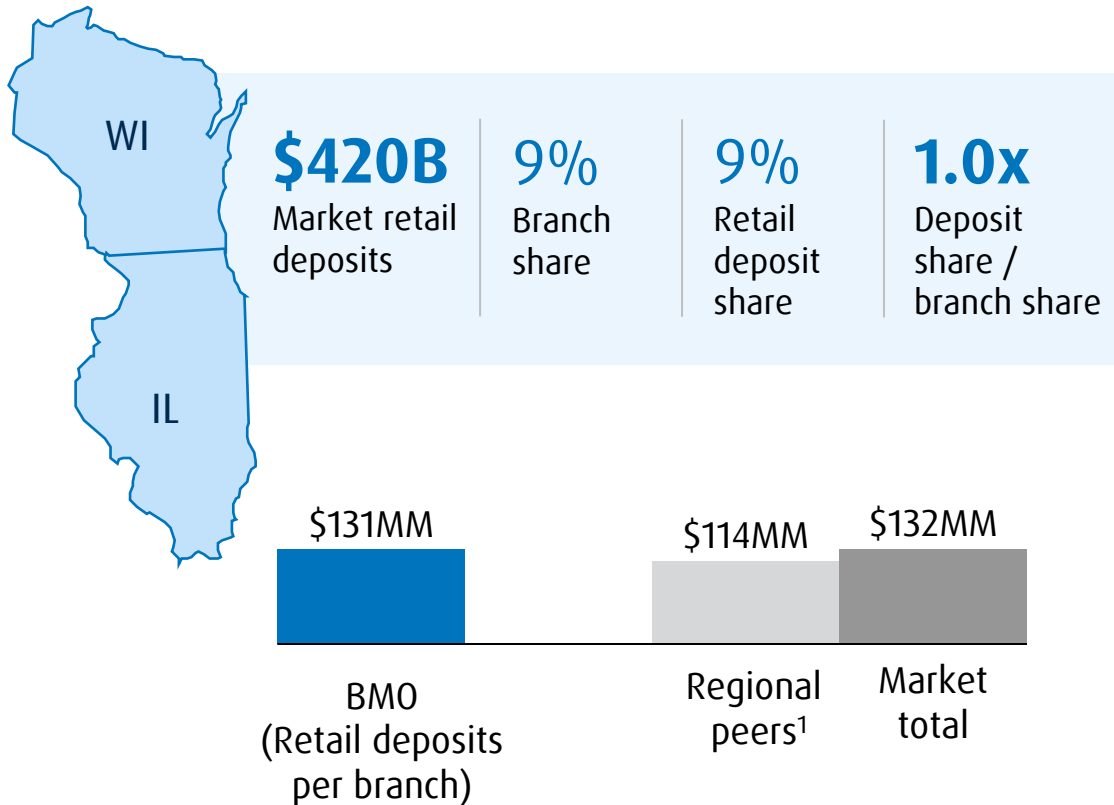 WI
IL
$420B
Market retail
deposits
9%
Branch
share
9%
Retail
deposit
share
1.0x
Deposit
share /
branch share
$131MM
$114MM
$132MM
BMO
(Retail deposits
per branch)
Regional
peers¹
Market
total